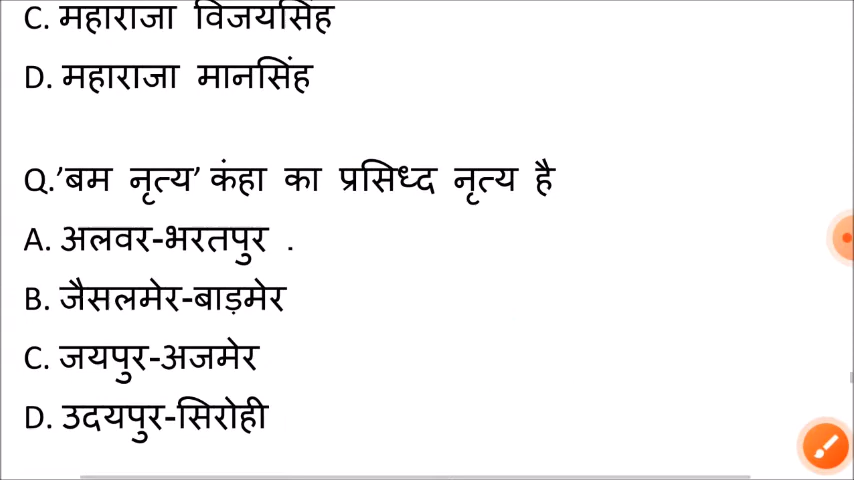 C. महाराजा विजयसिंह
D. महाराजा मानसिंह
Q.’बम नृत्य’ कंहा का प्रसिध्द नृत्य है
A. अलवर-भरतपुर .
B. जैसलमेर-बाड़मेर
C. जयपुर-अजमेर
D. उदयपुर-सिरोही